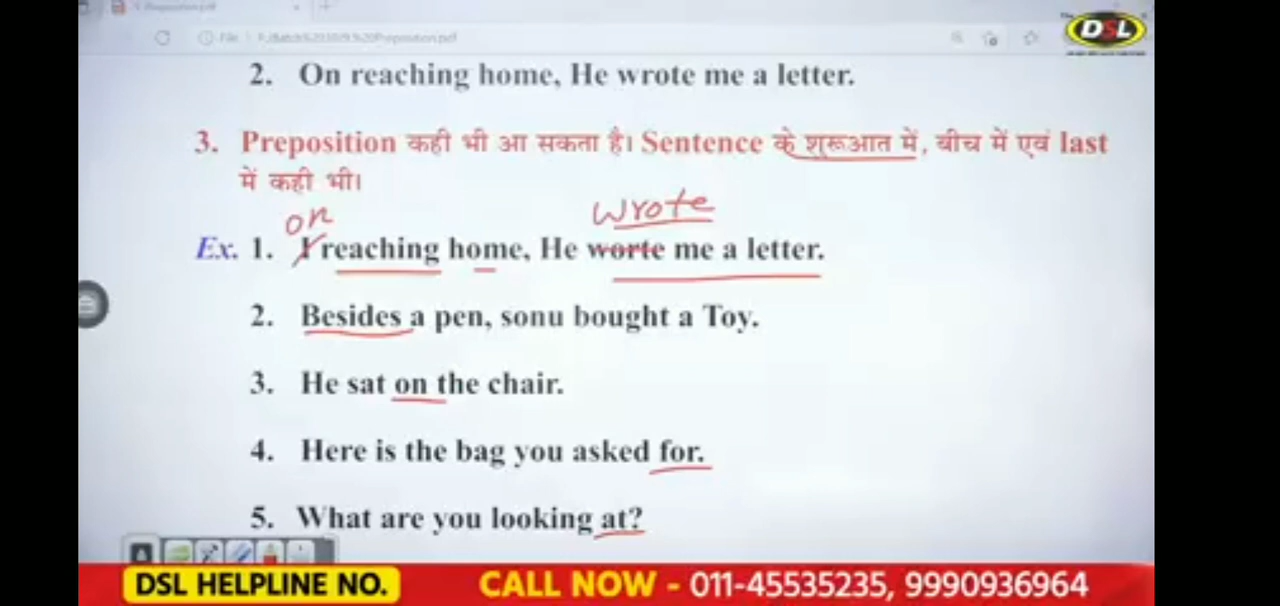 DSL
2. On reaching home, He wrote me a letter.
3. Preposition कही भी आ सकता है। Sentence के शुरूआत में, बीच में एवं last
में कही भी।
on wrote
Ex. 1. I reaching home, He worte me a letter.
2. Besides a pen, sonu bought a Toy.
3. He sat on the chair.
4. Here is the bag you asked for.
5. What are you looking at?
DSL HELPLINE NO. CALL NOW - 011-45535235, 9990936964